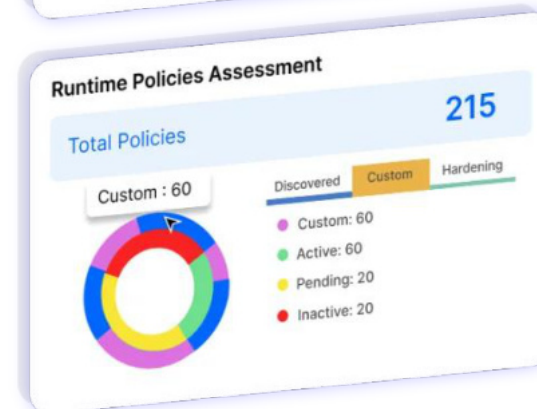 Runtime Policies Assessment
Total Policies 215
Custom : 60
Discovered Custom Hardening
Custom: 60
Active: 60
Pending: 20
Inactive: 20